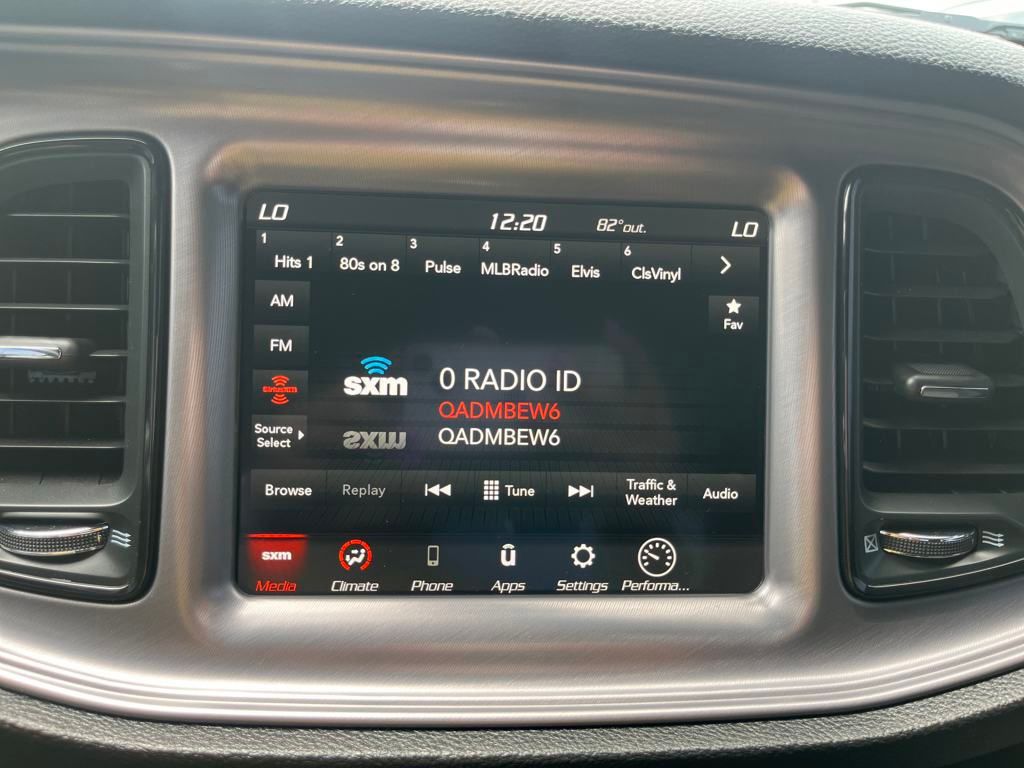 LO 12:20 82°out. LO
1 2 3 4 5 6
Hits 1 80s on 8 Pulse MLBRadio Elvis ClsVinyl
AM
Fav
FM
SiriusXM
sxm
0 RADIO ID
QADMBEW6
QADMBEW6
sxm
Source
Select
Browse Replay Tune Traffic &
Weather Audio
sxm
Media Climate Phone Apps Settings Performa...